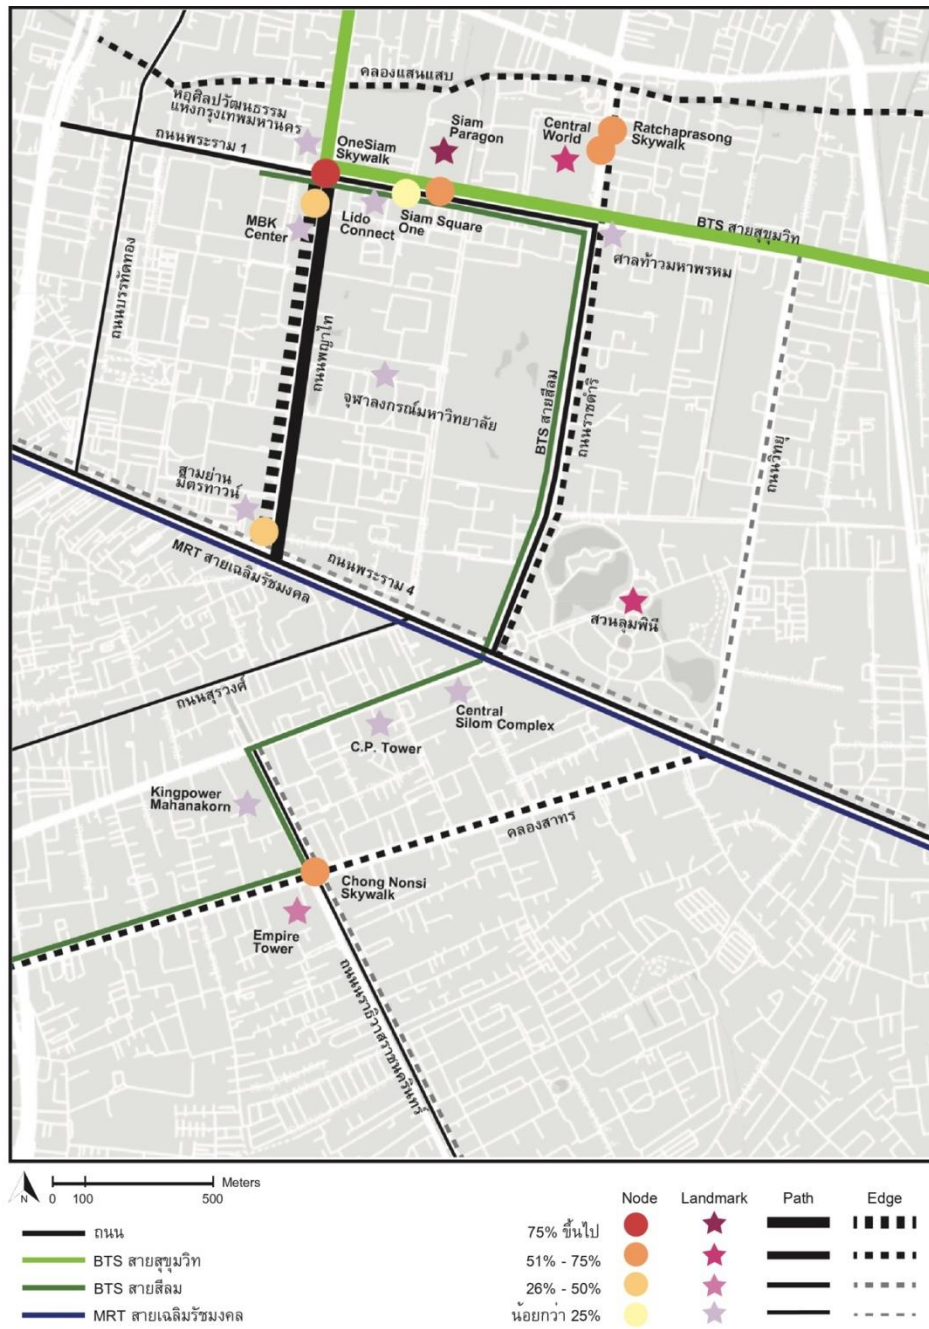 คลองแสนแสบ
หอศิลปวัฒนธรรม
แห่งกรุงเทพมหานคร
ถนนพระราม 1
OneSiam
Skywalk
Siam
Paragon
Central
World
Ratchaprasong
Skywalk
MBK
Center
Lido
Connect
Siam Square
One
BTS สายสุขุมวิท
ศาลท้าวมหาพรหม
ถนนบรรทัดทอง
ถนนพญาไท
จุฬาลงกรณ์มหาวิทยาลัย
BTS สายสีลม
ถนนราชดำริ
ถนนวิทยุ
สามย่าน
มิตรทาวน์
MRT สายเฉลิมรัชมงคล
ถนนพระราม 4
สวนลุมพินี
ถนนสุรวงศ์
Central
Silom Complex
C.P. Tower
Kingpower
Mahanakorn
คลองสาทร
Chong Nonsi
Skywalk
Empire
Tower
ถนนนราธิวาสราชนครินทร์
N
0 100 500 Meters
ถนน
BTS สายสุขุมวิท
BTS สายสีลม
MRT สายเฉลิมรัชมงคล
Node Landmark Path Edge
75% ขึ้นไป
51% - 75%
26% - 50%
น้อยกว่า 25%